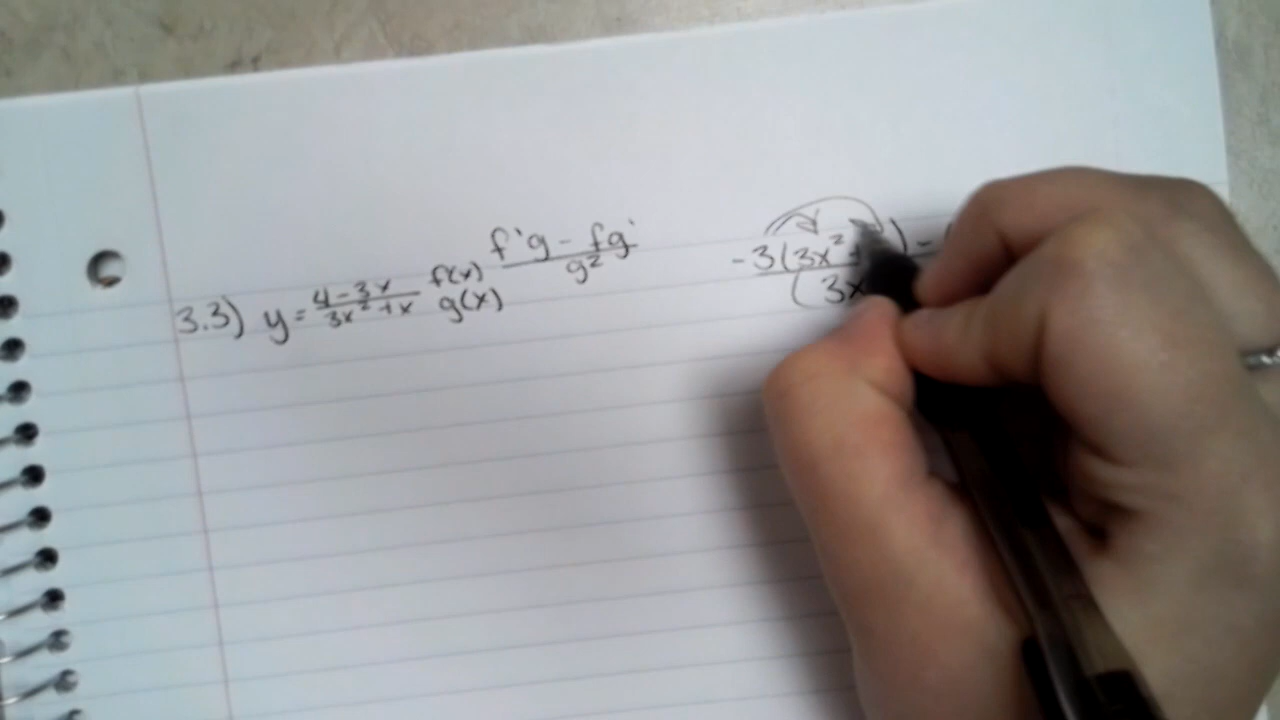 3.3) y = (4-3x)/(3x²+x) f(x)/g(x) (f'g - fg')/g² -3(3x²+ ) - (
(3x